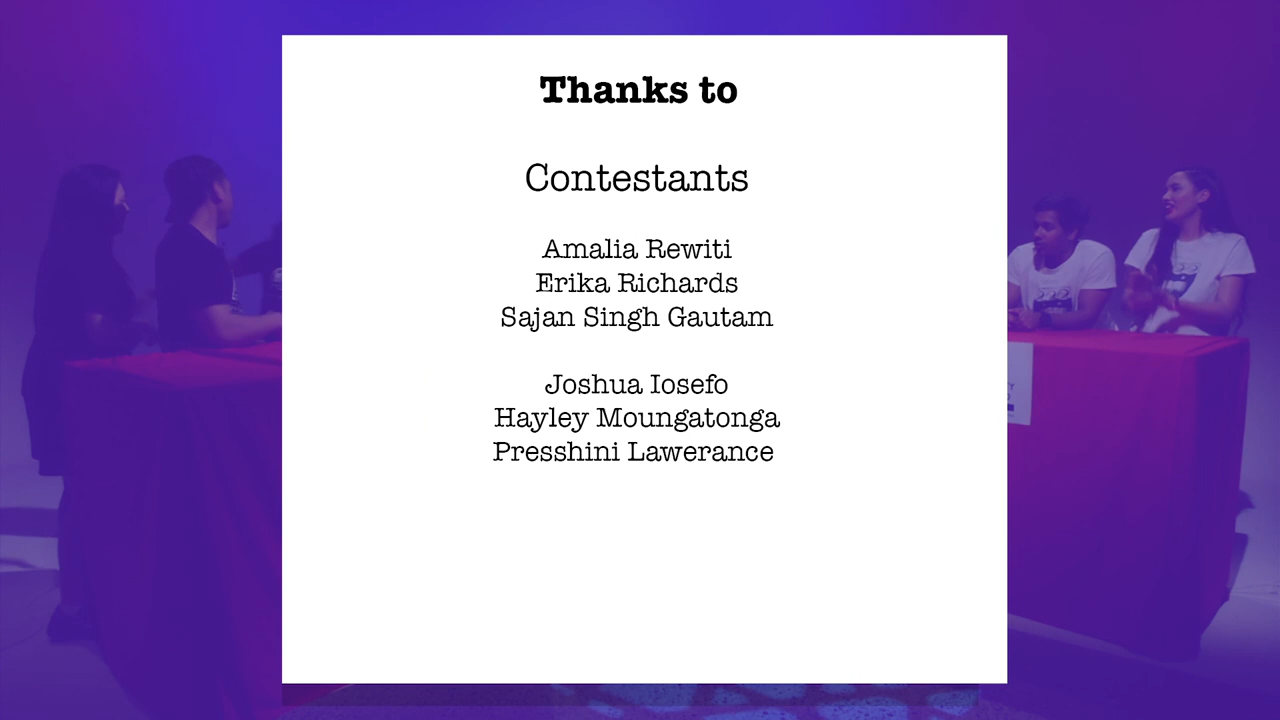 Thanks to
Contestants
Amalia Rewiti
Erika Richards
Sajan Singh Gautam
Joshua Iosefo
Hayley Moungatonga
Presshini Lawerance